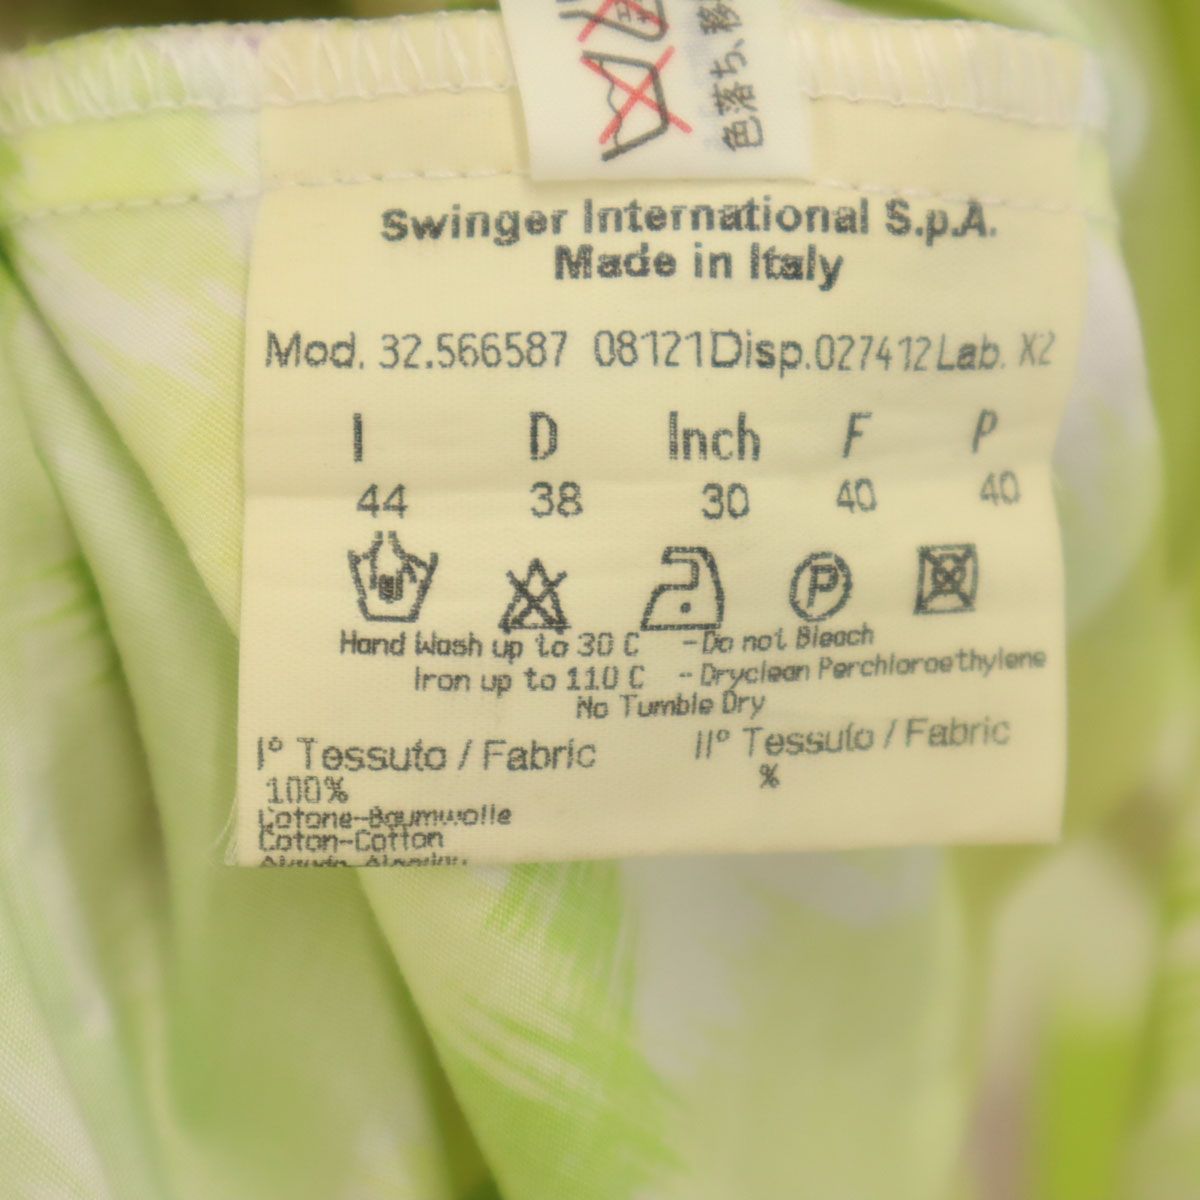 色落ち、移
Swinger International S.p.A.
Made in Italy
Mod. 32.566587 08121 Disp. 027412 Lab. X2
I D Inch F P
44 38 30 40 40
P
Hand Wash up to 30 C - Do not Bleach
Iron up to 110 C - Dryclean Perchloroethylene
No Tumble Dry
I° Tessuto / Fabric II° Tessuto / Fabric
100% %
Cotone-Baumwolle
Coton-Cotton